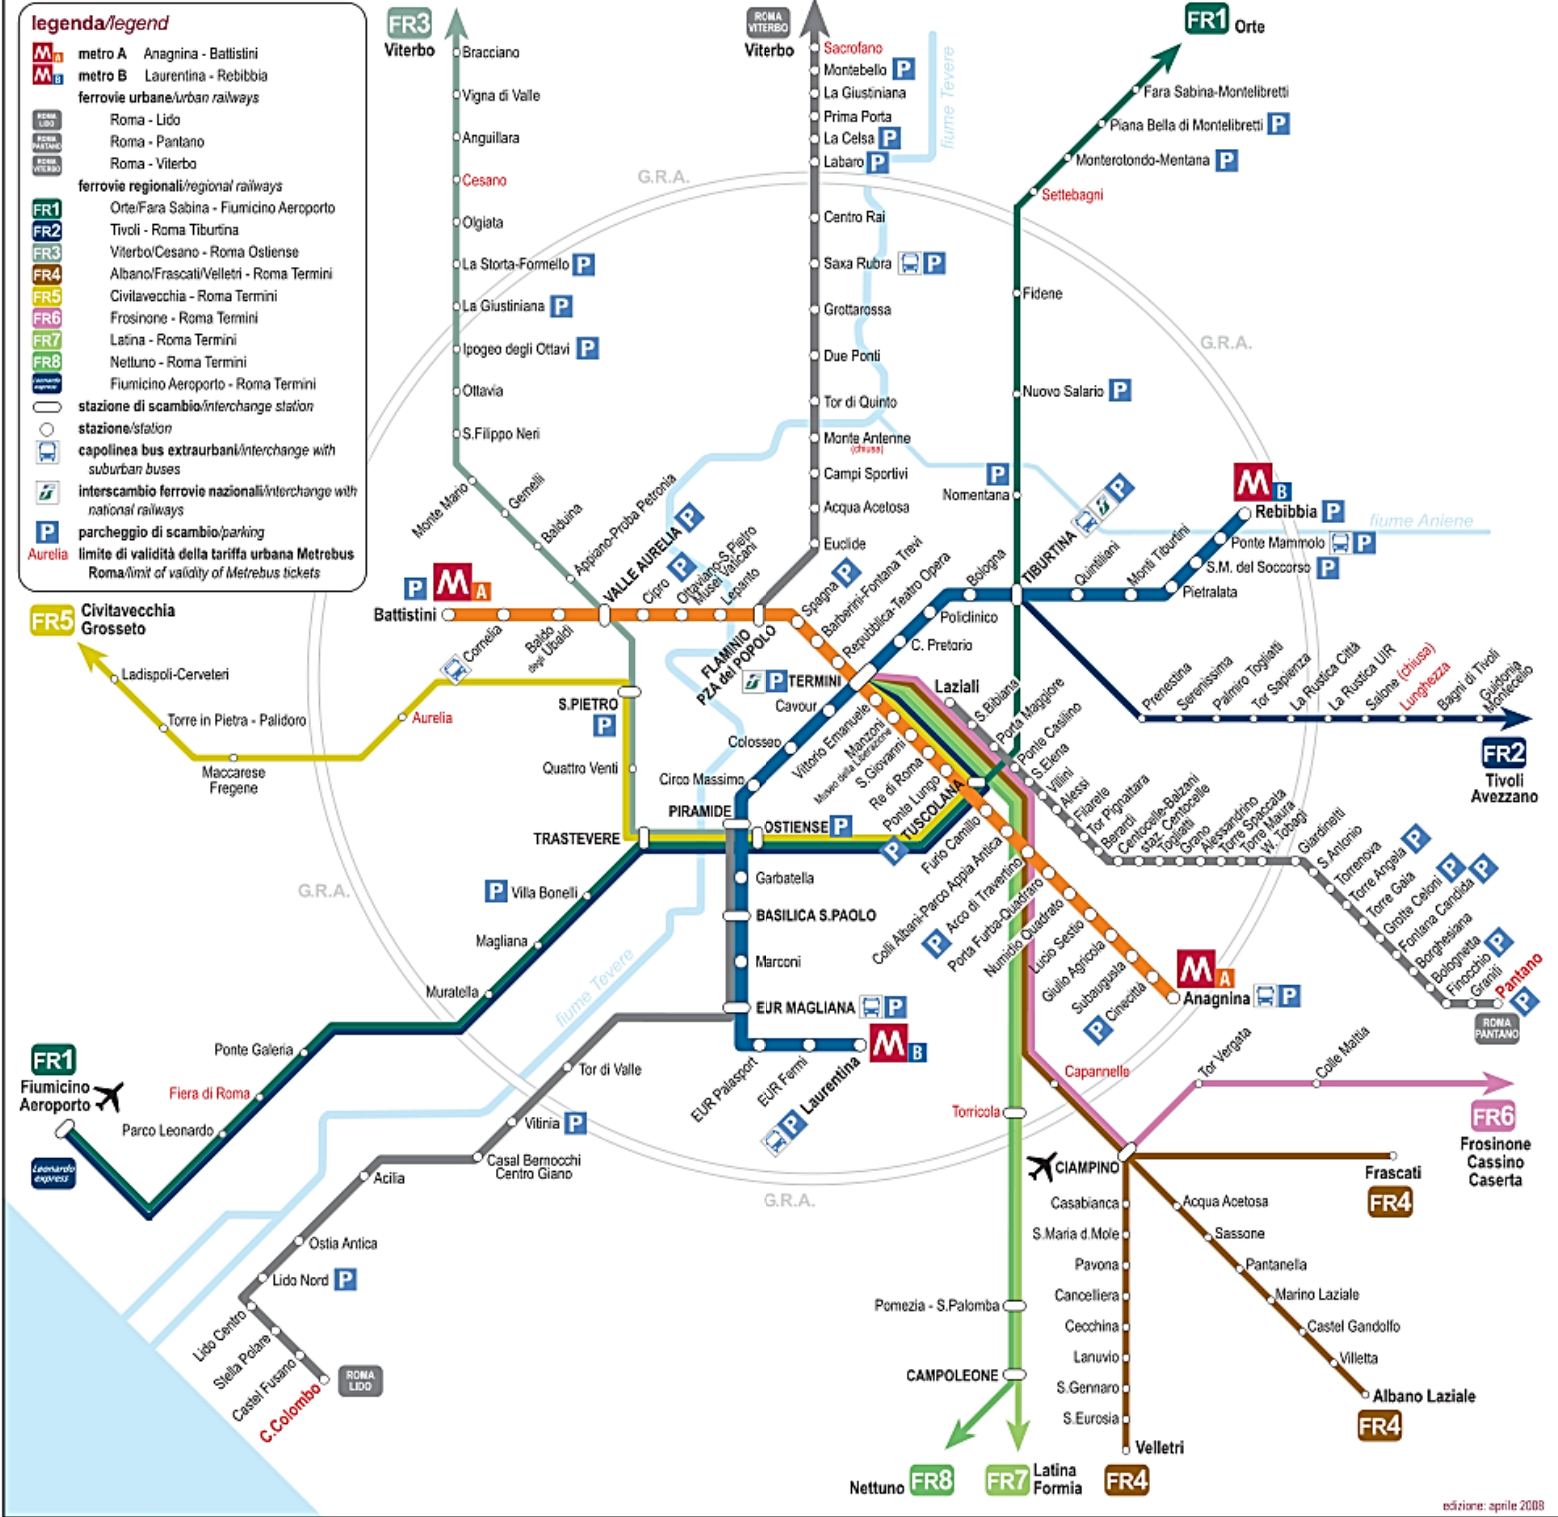 legenda/legend
M A metro A Anagnina - Battistini
M B metro B Laurentina - Rebibbia
ferrovie urbane/urban railways
ROMA LIDO Roma - Lido
ROMA PANTANO Roma - Pantano
ROMA VITERBO Roma - Viterbo
ferrovie regionali/regional railways
FR1 Orte/Fara Sabina - Fiumicino Aeroporto
FR2 Tivoli - Roma Tiburtina
FR3 Viterbo/Cesano - Roma Ostiense
FR4 Albano/Frascati/Velletri - Roma Termini
FR5 Civitavecchia - Roma Termini
FR6 Frosinone - Roma Termini
FR7 Latina - Roma Termini
FR8 Nettuno - Roma Termini
Leonardo express Fiumicino Aeroporto - Roma Termini
stazione di scambio/interchange station
stazione/station
capolinea bus extraurbani/interchange with
suburban buses
interscambio ferrovie nazionali/interchange with
national railways
P parcheggio di scambio/parking
Aurelia limite di validità della tariffa urbana Metrebus
Roma/limit of validity of Metrebus tickets
FR3
Viterbo
Bracciano
Vigna di Valle
Anguillara
Cesano
Olgiata
La Storta-Formello P
La Giustiniana P
Ipogeo degli Ottavi P
Ottavia
S.Filippo Neri
Monte Mario
Gemelli
Balduina
Appiano-Proba Petronia
ROMA VITERBO
Viterbo
Sacrofano
Montebello P
La Giustiniana
Prima Porta
La Celsa P
Labaro P
Centro Rai
Saxa Rubra P
Grottarossa
Due Ponti
Tor di Quinto
Monte Antenne
(chiusa)
Campi Sportivi
Acqua Acetosa
Euclide
fiume Tevere
G.R.A.
FR1 Orte
Fara Sabina-Montelibretti
Piana Bella di Montelibretti P
Monterotondo-Mentana P
Settebagni
Fidene
G.R.A.
Nuovo Salario P
P
Nomentana
TIBURTINA P
M B
Rebibbia P
fiume Aniene
Ponte Mammolo P
S.M. del Soccorso P
Pietralata
Monti Tiburtini
Quintiliani
Bologna
Policlinico
C. Pretorio
P M A
Battistini
Cornelia
Baldo
degli Ubaldi
VALLE AURELIA P
Cipro P
Ottaviano-S.Pietro
Musei Vaticani
Lepanto
FLAMINIO
PZA del POPOLO
Spagna P
Barberini-Fontana Trevi
Repubblica-Teatro Opera
P TERMINI
Cavour
Colosseo
Circo Massimo
PIRAMIDE
OSTIENSE P
Garbatella
BASILICA S.PAOLO
Marconi
EUR MAGLIANA P
EUR Palasport
EUR Fermi
Laurentina
P
M B
Vittorio Emanuele
Manzoni
Museo della Liberazione
S.Giovanni
Re di Roma
Ponte Lungo
P TUSCOLANA
Furio Camillo
Colli Albani-Parco Appia Antica
P Arco di Travertino
Porta Furba-Quadraro
Numidio Quadrato
Lucio Sestio
Giulio Agricola
Subaugusta
P Cinecittà
M A
Anagnina P
Laziali
S.Bibiana
Porta Maggiore
Ponte Casilino
S.Elena
Villini
Alessi
Filarete
Tor Pignattara
Berardi
Centocelle-Balzani
staz. Centocelle
Togliatti
Grano
Alessandrino
Torre Spaccata
Torre Maura
W. Tobagi
Giardinetti
S.Antonio
Torrenova
Torre Angela P
Torre Gaia
Grotte Celoni P
Fontana Candida P
Borghesiana
Bolognetta
Finocchio P
Graniti
Pantano P
ROMA PANTANO
Prenestina
Serenissima
Palmiro Togliatti
Tor Sapienza
La Rustica Città
La Rustica UIR
Salone (chiusa)
Lunghezza
Bagni di Tivoli
Guidonia
Montecello
FR2
Tivoli
Avezzano
FR5 Civitavecchia
Grosseto
Ladispoli-Cerveteri
Torre in Pietra - Palidoro
Maccarese
Fregene
Aurelia
S.PIETRO
P
Quattro Venti
TRASTEVERE
P Villa Bonelli
Magliana
Muratella
Ponte Galeria
Fiera di Roma
Parco Leonardo
FR1
Fiumicino
Aeroporto
Leonardo express
G.R.A.
fiume Tevere
Tor di Valle
Vitinia P
Casal Bernocchi
Centro Giano
Acilia
Ostia Antica
Lido Nord P
Lido Centro
Stella Polare
Castel Fusano
C.Colombo
ROMA LIDO
G.R.A.
Capannelle
Torricola
Tor Vergata
Colle Mattia
FR6
Frosinone
Cassino
Caserta
CIAMPINO
Frascati
FR4
Casabianca
S.Maria d.Mole
Pavona
Cancelliera
Cecchina
Lanuvio
S.Gennaro
S.Eurosia
Velletri
FR4
Acqua Acetosa
Sassone
Pantanella
Marino Laziale
Castel Gandolfo
Villetta
Albano Laziale
FR4
Pomezia - S.Palomba
CAMPOLEONE
Nettuno FR8
FR7 Latina
Formia
edizione: aprile 2008